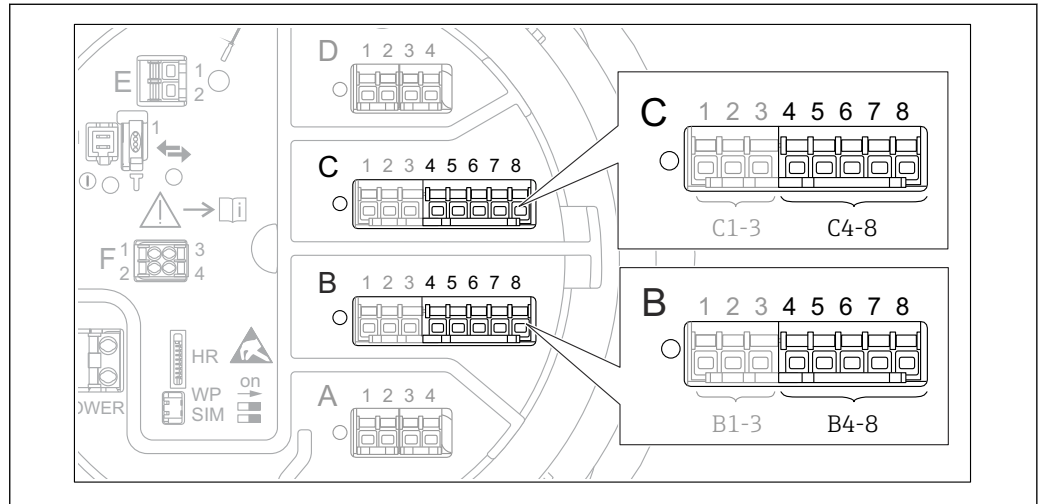 D 1 2 3 4
E 1
2
1
C 1 2 3 4 5 6 7 8
C 1 2 3 4 5 6 7 8
C1-3 C4-8
i
F 1 3
2 4
B 1 2 3 4 5 6 7 8
B 1 2 3 4 5 6 7 8
B1-3 B4-8
HR
WP on
SIM
OWER
A 1 2 3 4